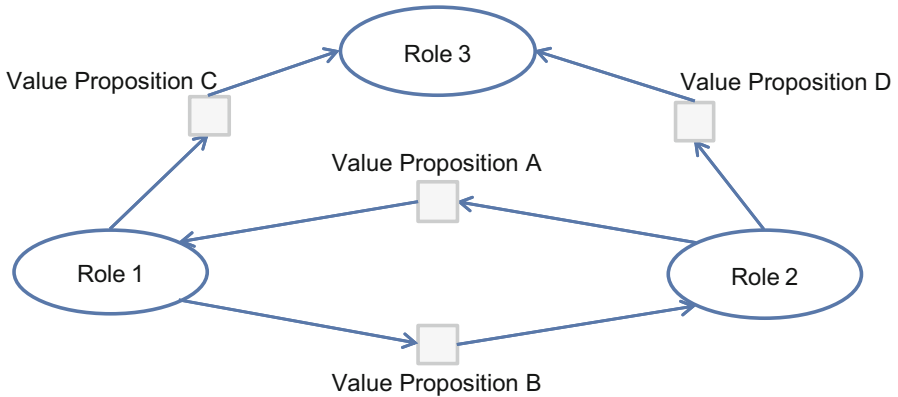 Role 3
Value Proposition C
Value Proposition D
Value Proposition A
Role 1
Role 2
Value Proposition B